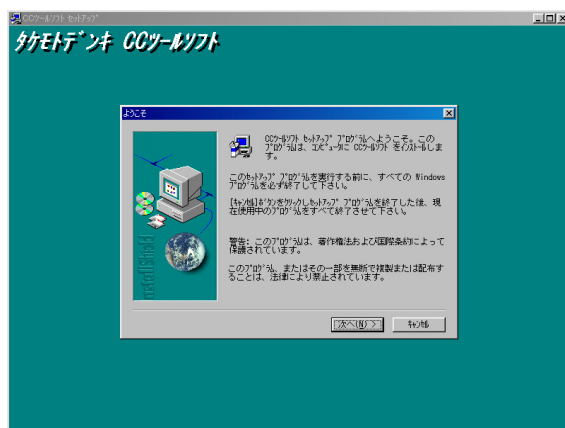 CCﾂｰﾙｿﾌﾄ ｾｯﾄｱｯﾌﾟ
ﾀｹﾓﾄﾃﾞﾝｷ CCﾂｰﾙｿﾌﾄ
ようこそ
CCﾂｰﾙｿﾌﾄ ｾｯﾄｱｯﾌﾟ ﾌﾟﾛｸﾞﾗﾑへようこそ。この
ﾌﾟﾛｸﾞﾗﾑは、ｺﾝﾋﾟｭｰﾀに CCﾂｰﾙｿﾌﾄ をｲﾝｽﾄｰﾙしま
す。
このｾｯﾄｱｯﾌﾟ ﾌﾟﾛｸﾞﾗﾑを実行する前に、すべての Windows
ﾌﾟﾛｸﾞﾗﾑを必ず終了して下さい。
[ｷｬﾝｾﾙ]ﾎﾞﾀﾝをｸﾘｯｸしｾｯﾄｱｯﾌﾟを終了した後、現
在使用中のﾌﾟﾛｸﾞﾗﾑをすべて終了させて下さい。
警告: このﾌﾟﾛｸﾞﾗﾑは、著作権法および国際条約によって
保護されています。
このﾌﾟﾛｸﾞﾗﾑ、またはその一部を無断で複製または配布す
ることは、法律により禁止されています。
InstallShield
次へ(N) >
ｷｬﾝｾﾙ